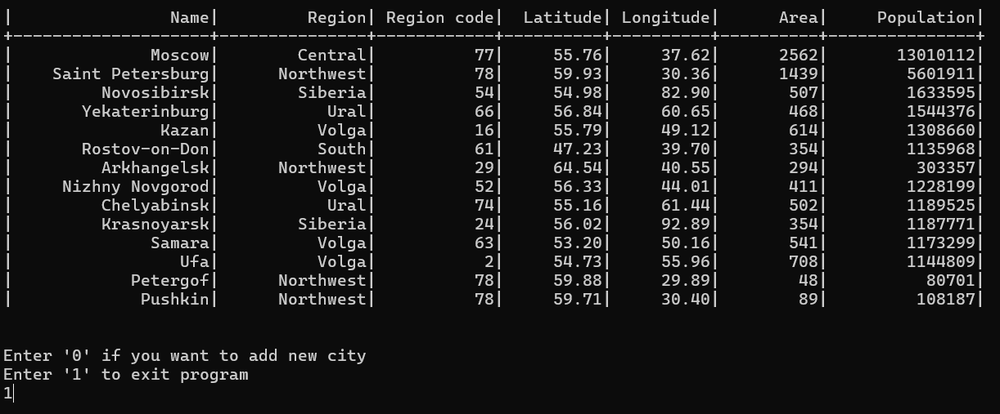 |                Name|         Region| Region code|  Latitude| Longitude|      Area|     Population|
+--------------------+---------------+------------+----------+----------+----------+---------------+
|              Moscow|        Central|          77|     55.76|     37.62|      2562|       13010112|
|    Saint Petersburg|      Northwest|          78|     59.93|     30.36|      1439|        5601911|
|         Novosibirsk|        Siberia|          54|     54.98|     82.90|       507|        1633595|
|       Yekaterinburg|           Ural|          66|     56.84|     60.65|       468|        1544376|
|               Kazan|          Volga|          16|     55.79|     49.12|       614|        1308660|
|       Rostov-on-Don|          South|          61|     47.23|     39.70|       354|        1135968|
|         Arkhangelsk|      Northwest|          29|     64.54|     40.55|       294|         303357|
|     Nizhny Novgorod|          Volga|          52|     56.33|     44.01|       411|        1228199|
|         Chelyabinsk|           Ural|          74|     55.16|     61.44|       502|        1189525|
|         Krasnoyarsk|        Siberia|          24|     56.02|     92.89|       354|        1187771|
|              Samara|          Volga|          63|     53.20|     50.16|       541|        1173299|
|                 Ufa|          Volga|           2|     54.73|     55.96|       708|        1144809|
|            Petergof|      Northwest|          78|     59.88|     29.89|        48|          80701|
|             Pushkin|      Northwest|          78|     59.71|     30.40|        89|         108187|
Enter '0' if you want to add new city
Enter '1' to exit program
1